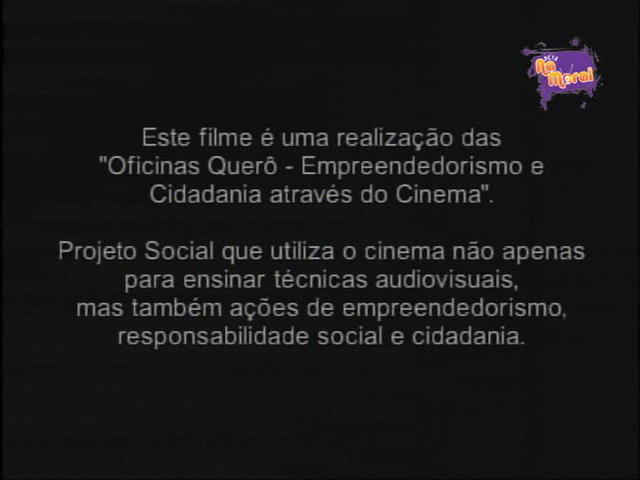 Na
Moral
Este filme é uma realização das
"Oficinas Querô - Empreendedorismo e
Cidadania através do Cinema".
Projeto Social que utiliza o cinema não apenas
para ensinar técnicas audiovisuais,
mas também ações de empreendedorismo,
responsabilidade social e cidadania.